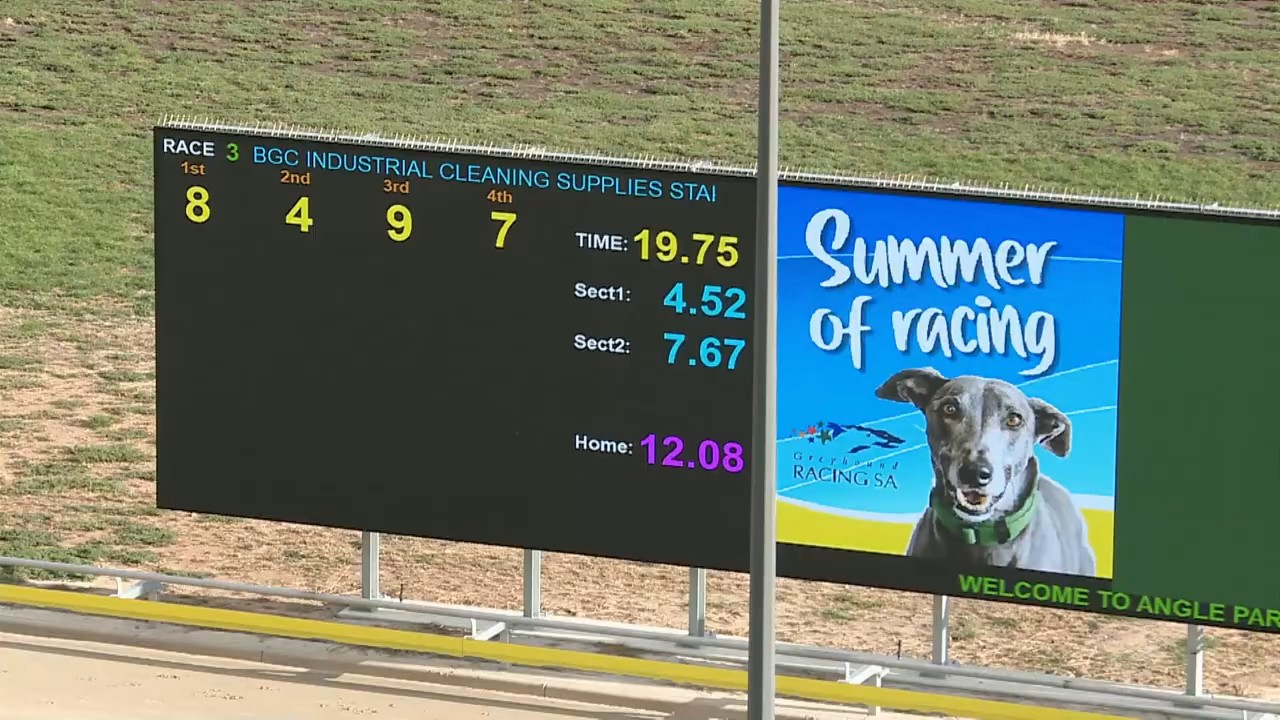 RACE 3 BGC INDUSTRIAL CLEANING SUPPLIES STAI
1st 2nd 3rd 4th
8 4 9 7
TIME: 19.75
Sect1: 4.52
Sect2: 7.67
Home: 12.08
Summer
of racing
Greyhound
RACING SA
WELCOME TO ANGLE PAR